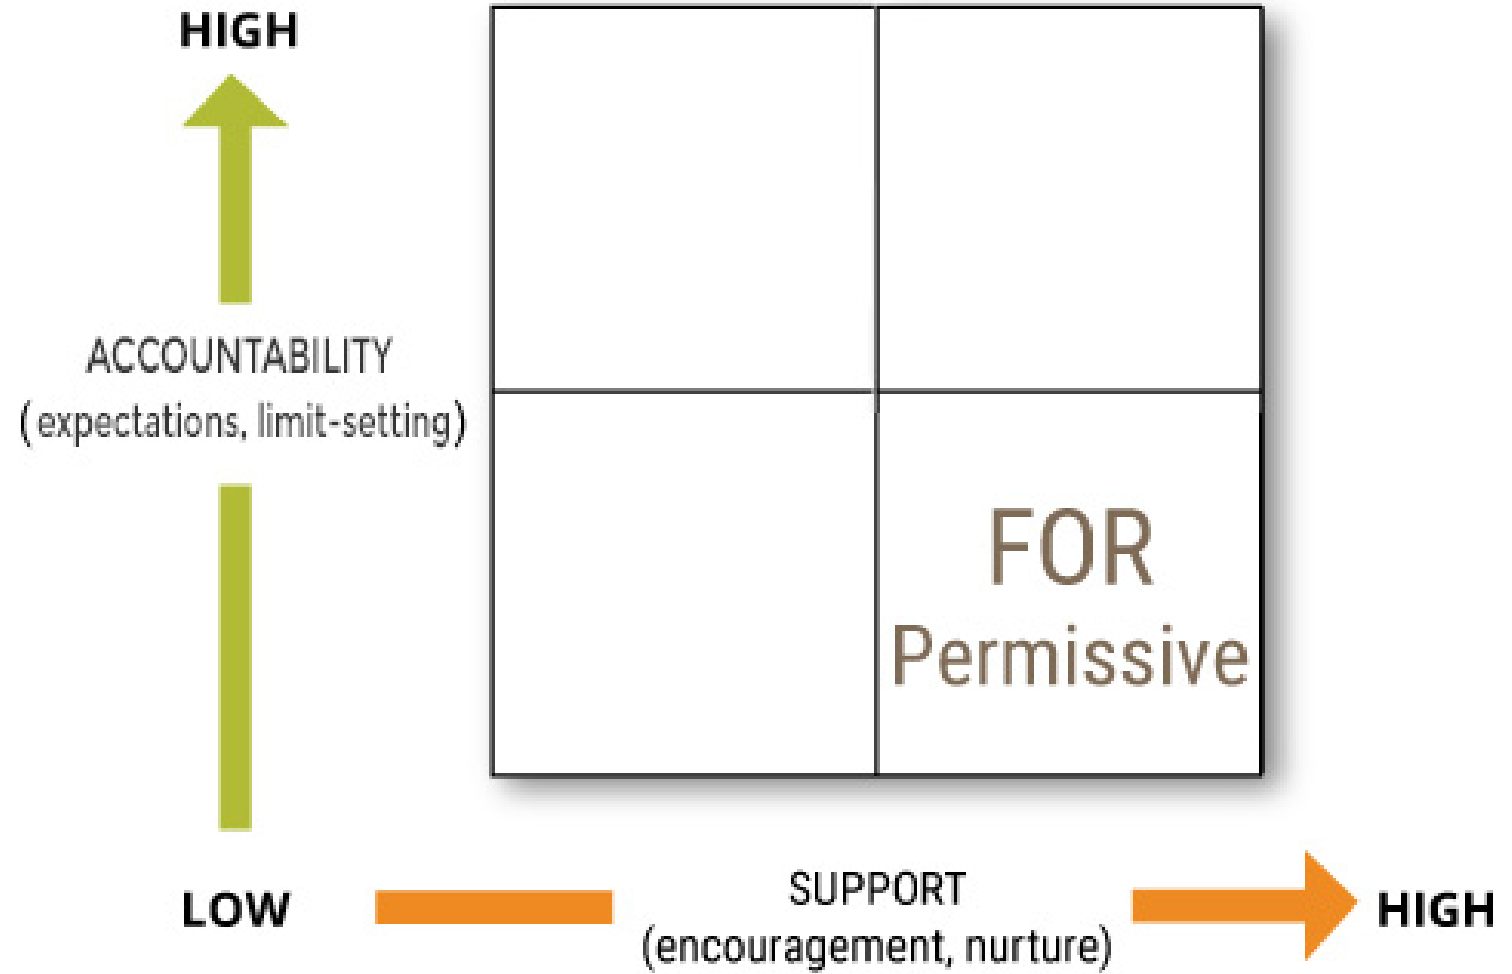 HIGH
ACCOUNTABILITY
(expectations, limit-setting)
FOR
Permissive
LOW
SUPPORT
(encouragement, nurture)
HIGH